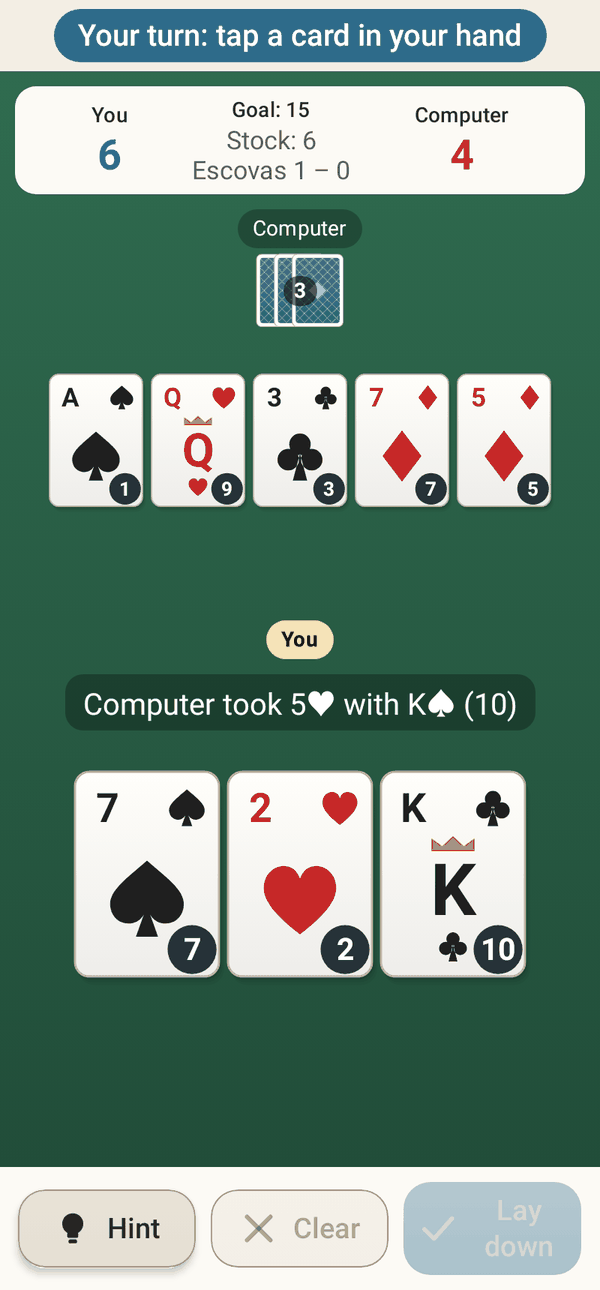 Your turn: tap a card in your hand
You
6
Goal: 15
Stock: 6
Escovas 1 – 0
Computer
4
Computer
3
A
1
Q
Q
9
3
3
7
7
5
5
You
Computer took 5♥ with K♠ (10)
7
7
2
2
K
K
10
Hint
Clear
Lay
down